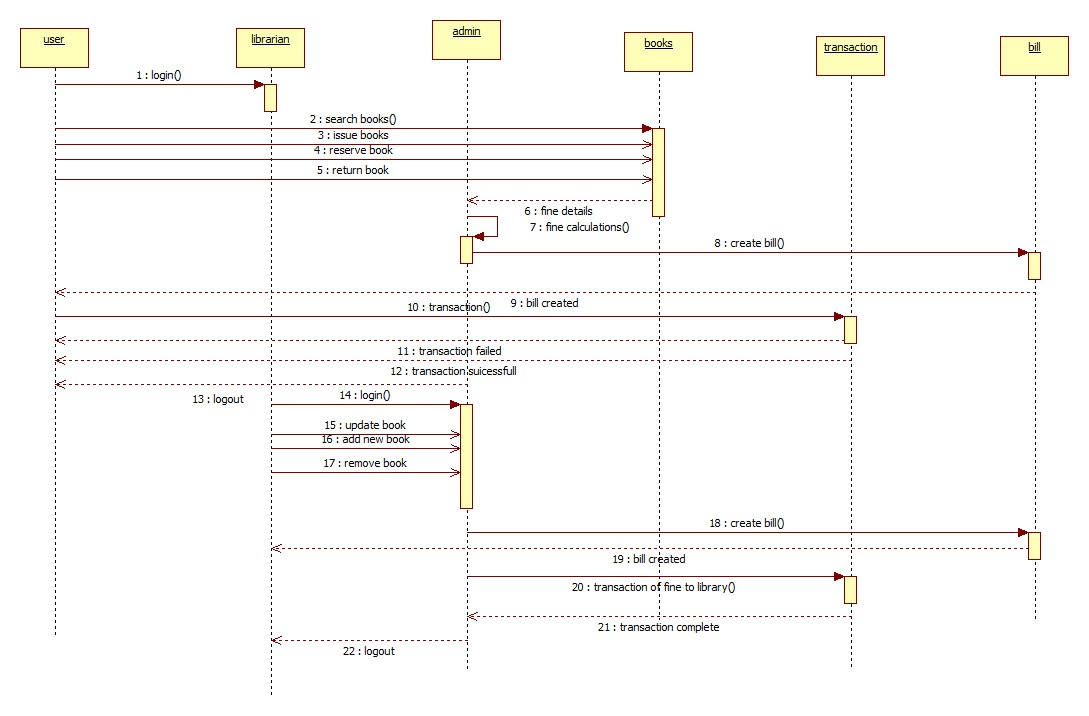 user
librarian
admin
books
transaction
bill
1 : login()
2 : search books()
3 : issue books
4 : reserve book
5 : return book
6 : fine details
7 : fine calculations()
8 : create bill()
9 : bill created
10 : transaction()
11 : transaction failed
12 : transaction suicessfull
13 : logout
14 : login()
15 : update book
16 : add new book
17 : remove book
18 : create bill()
19 : bill created
20 : transaction of fine to library()
21 : transaction complete
22 : logout